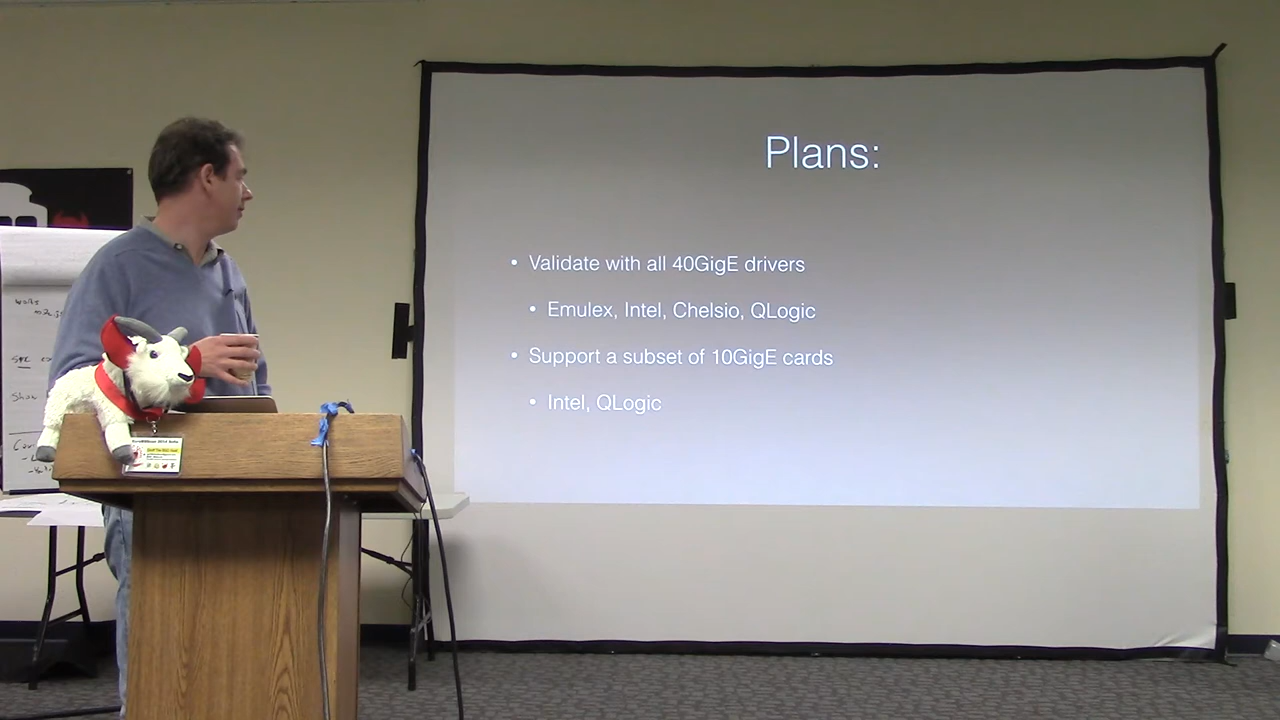 Plans:
• Validate with all 40GigE drivers
• Emulex, Intel, Chelsio, QLogic
• Support a subset of 10GigE cards
• Intel, QLogic